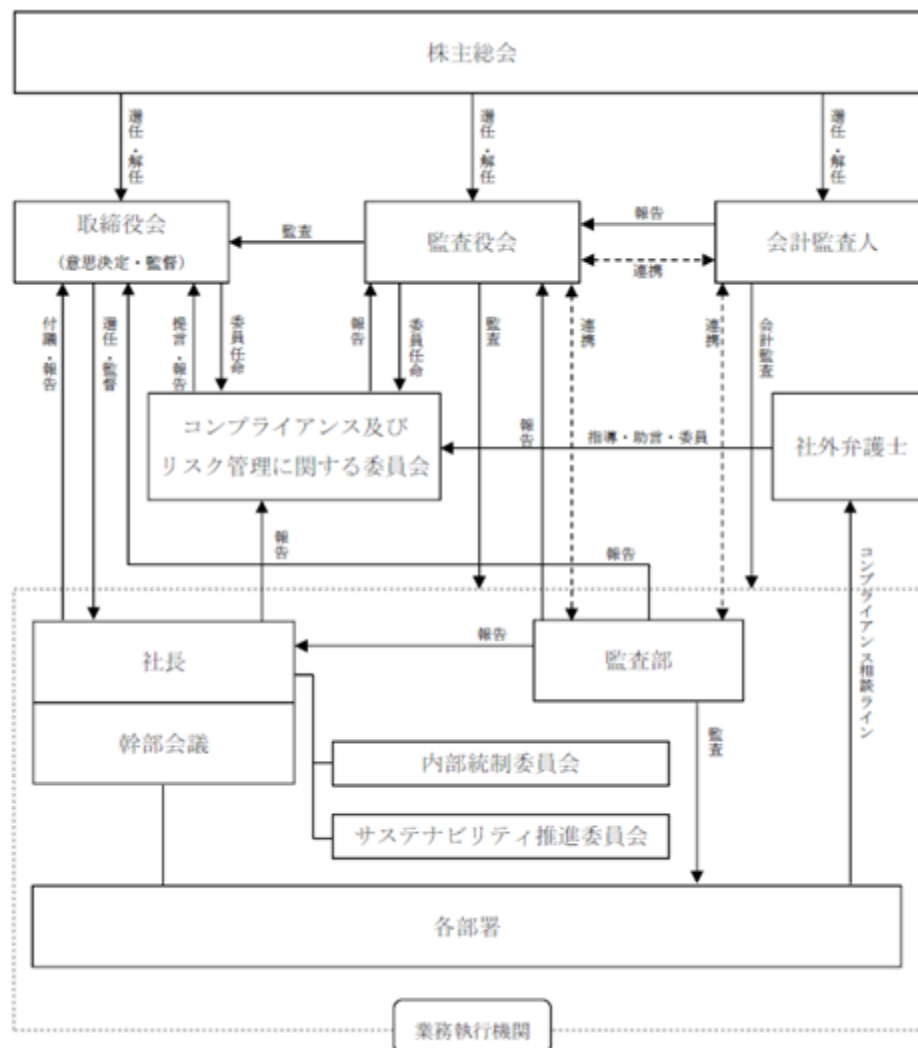 株主総会
選任・解任
選任・解任
選任・解任
取締役会
(意思決定・監督)
監査
監査役会
報告
連携
会計監査人
付議・報告
選任・監督
提言・報告
委員任命
報告
委員任命
監査
報告
連携
連携
会計監査
コンプライアンス及び
リスク管理に関する委員会
指導・助言・委員
社外弁護士
報告
報告
コンプライアンス相談ライン
社長
報告
監査部
幹部会議
監査
内部統制委員会
サステナビリティ推進委員会
各部署
業務執行機関